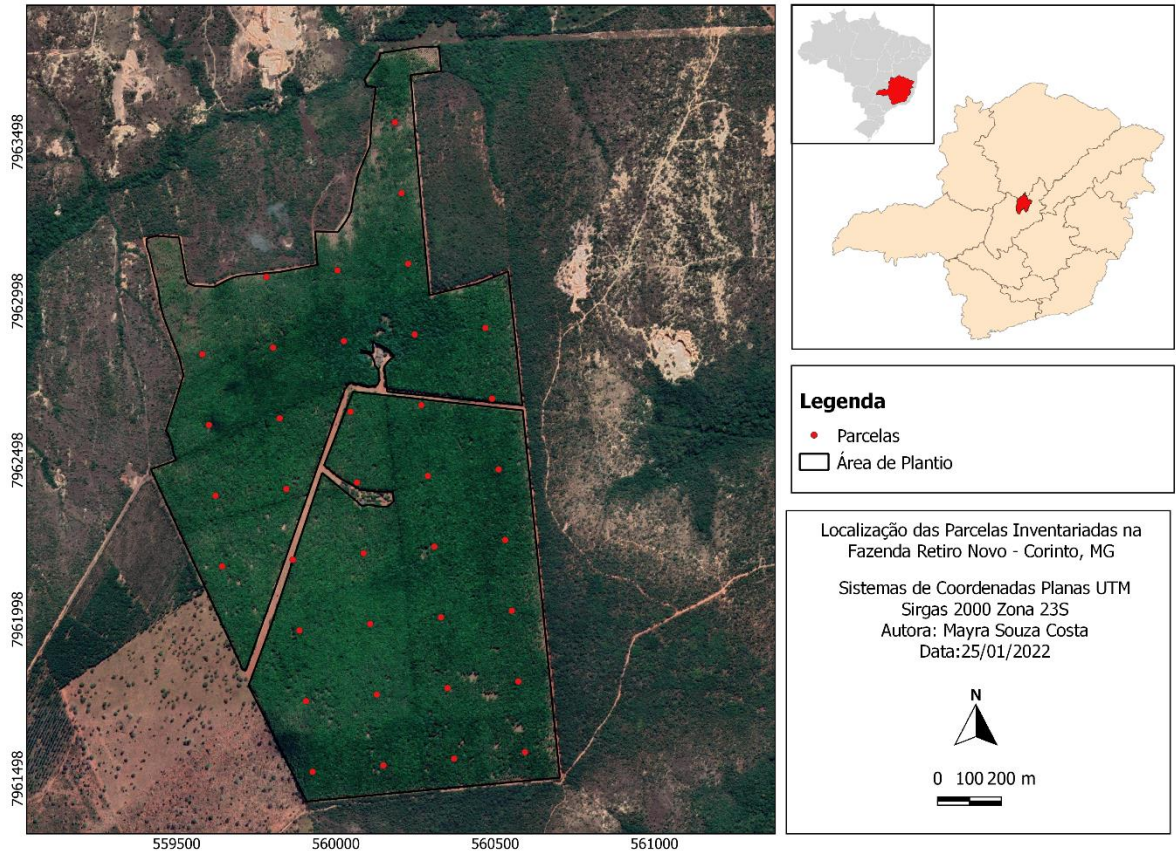 7963498
7962998
7962498
7961998
7961498
559500
560000
560500
561000
Legenda
Parcelas
Área de Plantio
Localização das Parcelas Inventariadas na
Fazenda Retiro Novo - Corinto, MG
Sistemas de Coordenadas Planas UTM
Sirgas 2000 Zona 23S
Autora: Mayra Souza Costa
Data:25/01/2022
N
0 100 200 m